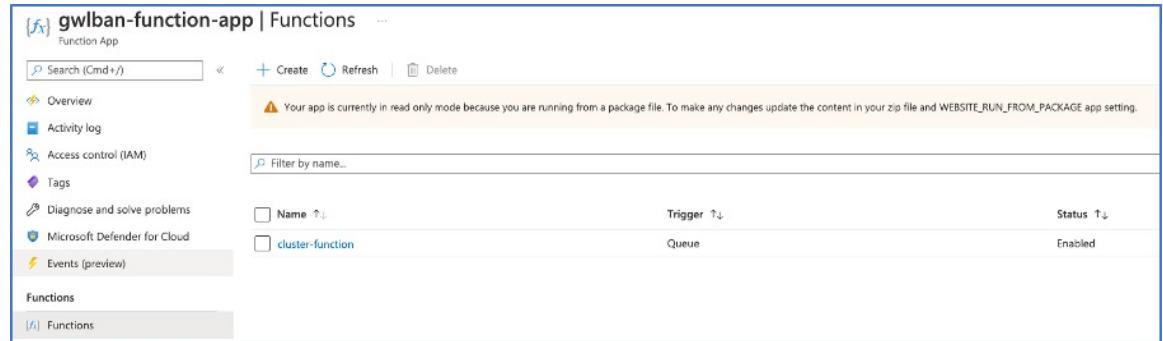 gwlban-function-app | Functions ...
Function App
Search (Cmd+/)
«
Overview
Activity log
Access control (IAM)
Tags
Diagnose and solve problems
Microsoft Defender for Cloud
Events (preview)
Functions
Functions
+ Create Refresh Delete
Your app is currently in read only mode because you are running from a package file. To make any changes update the content in your zip file and WEBSITE_RUN_FROM_PACKAGE app setting.
Filter by name...
Name ↑↓ Trigger ↑↓ Status ↑↓
cluster-function Queue Enabled